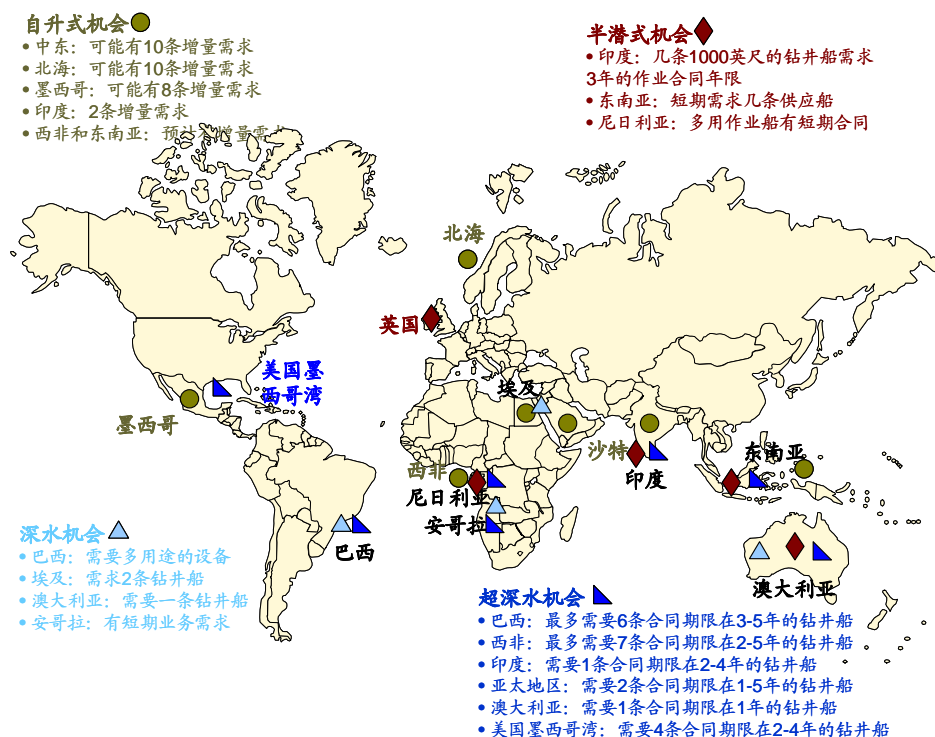 自升式机会
• 中东：可能有10条增量需求
• 北海：可能有10条增量需求
• 墨西哥：可能有8条增量需求
• 印度：2条增量需求
• 西非和东南亚：预计 增量需求
半潜式机会
• 印度：几条1000英尺的钻井船需求
3年的作业合同年限
• 东南亚：短期需求几条供应船
• 尼日利亚：多用作业船有短期合同
北海
英国
美国墨
西哥湾
墨西哥
埃及
沙特
印度
东南亚
西非
尼日利亚
安哥拉
巴西
澳大利亚
深水机会
• 巴西：需要多用途的设备
• 埃及：需求2条钻井船
• 澳大利亚：需要一条钻井船
• 安哥拉：有短期业务需求
超深水机会
• 巴西：最多需要6条合同期限在3-5年的钻井船
• 西非：最多需要7条合同期限在2-5年的钻井船
• 印度：需要1条合同期限在2-4年的钻井船
• 亚太地区：需要2条合同期限在1-5年的钻井船
• 澳大利亚：需要1条合同期限在1年的钻井船
• 美国墨西哥湾：需要4条合同期限在2-4年的钻井船